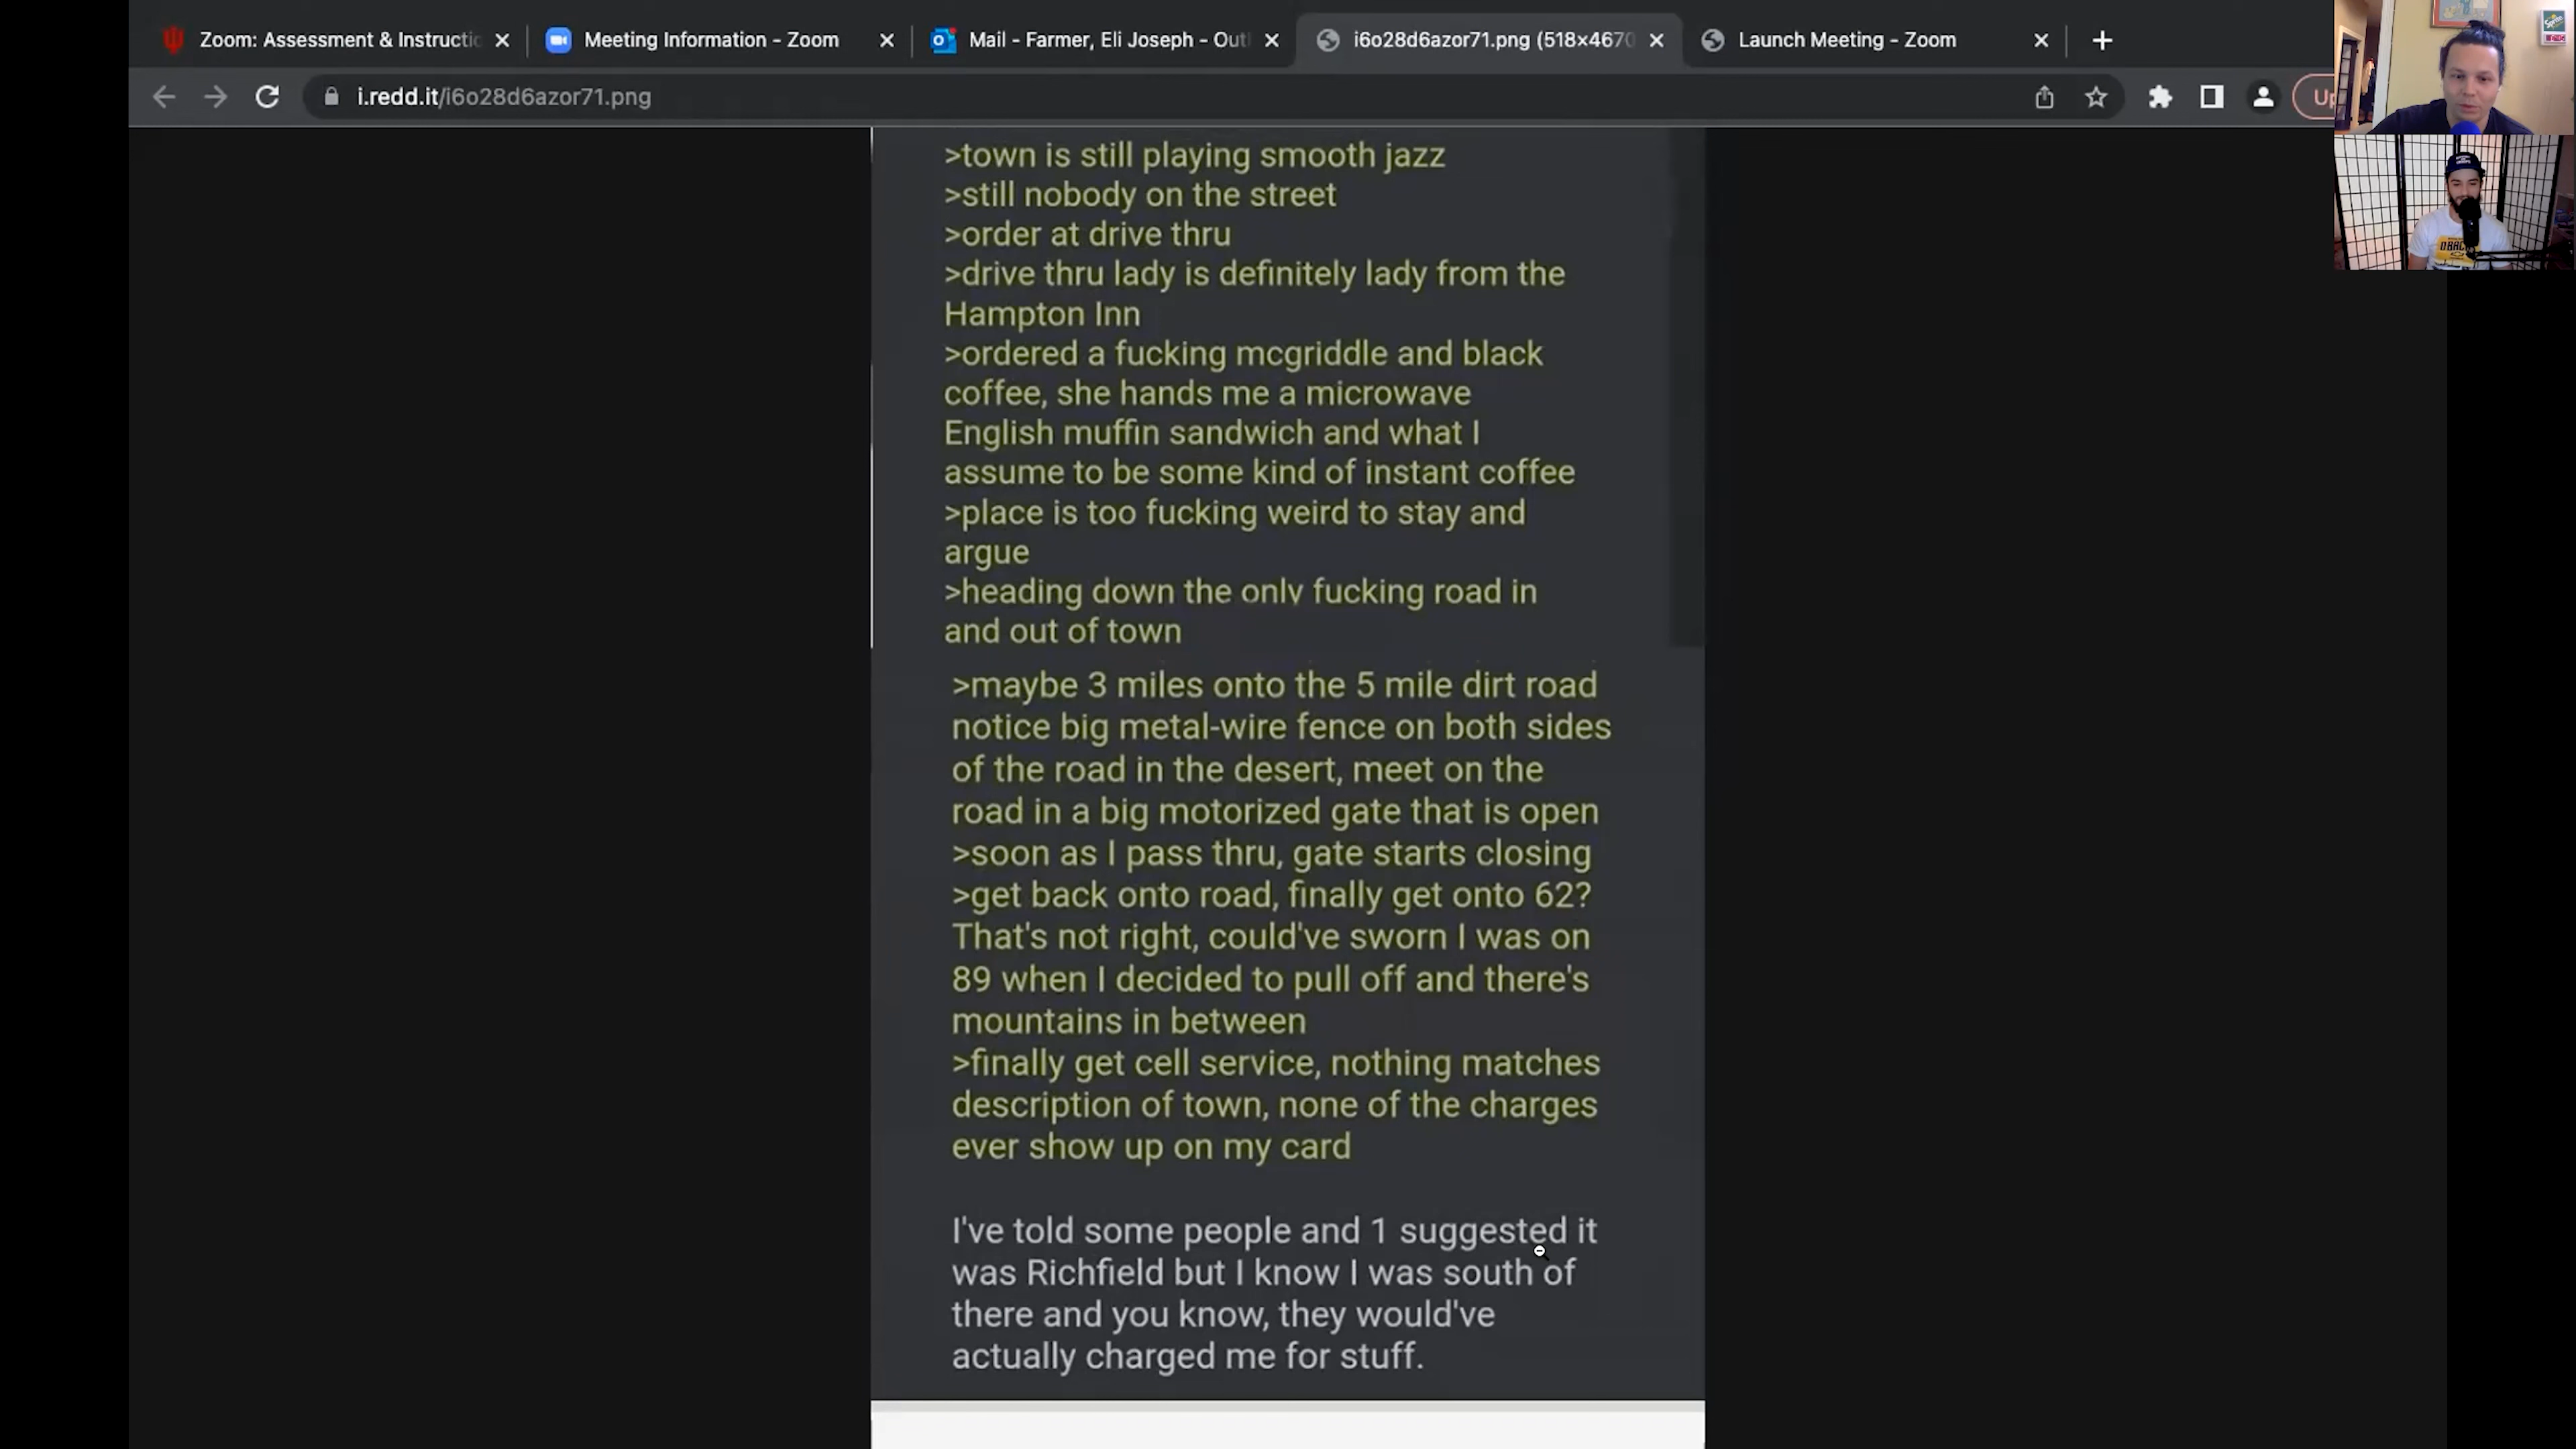 Zoom: Assessment & Instructio
Meeting Information - Zoom
Mail - Farmer, Eli Joseph - Out
i6o28d6azor71.png (518×4670
Launch Meeting - Zoom
i.redd.it/i6o28d6azor71.png
Up
>town is still playing smooth jazz
>still nobody on the street
>order at drive thru
>drive thru lady is definitely lady from the
Hampton Inn
>ordered a fucking mcgriddle and black
coffee, she hands me a microwave
English muffin sandwich and what I
assume to be some kind of instant coffee
>place is too fucking weird to stay and
argue
>heading down the only fucking road in
and out of town
>maybe 3 miles onto the 5 mile dirt road
notice big metal-wire fence on both sides
of the road in the desert, meet on the
road in a big motorized gate that is open
>soon as I pass thru, gate starts closing
>get back onto road, finally get onto 62?
That's not right, could've sworn I was on
89 when I decided to pull off and there's
mountains in between
>finally get cell service, nothing matches
description of town, none of the charges
ever show up on my card
I've told some people and 1 suggested it
was Richfield but I know I was south of
there and you know, they would've
actually charged me for stuff.